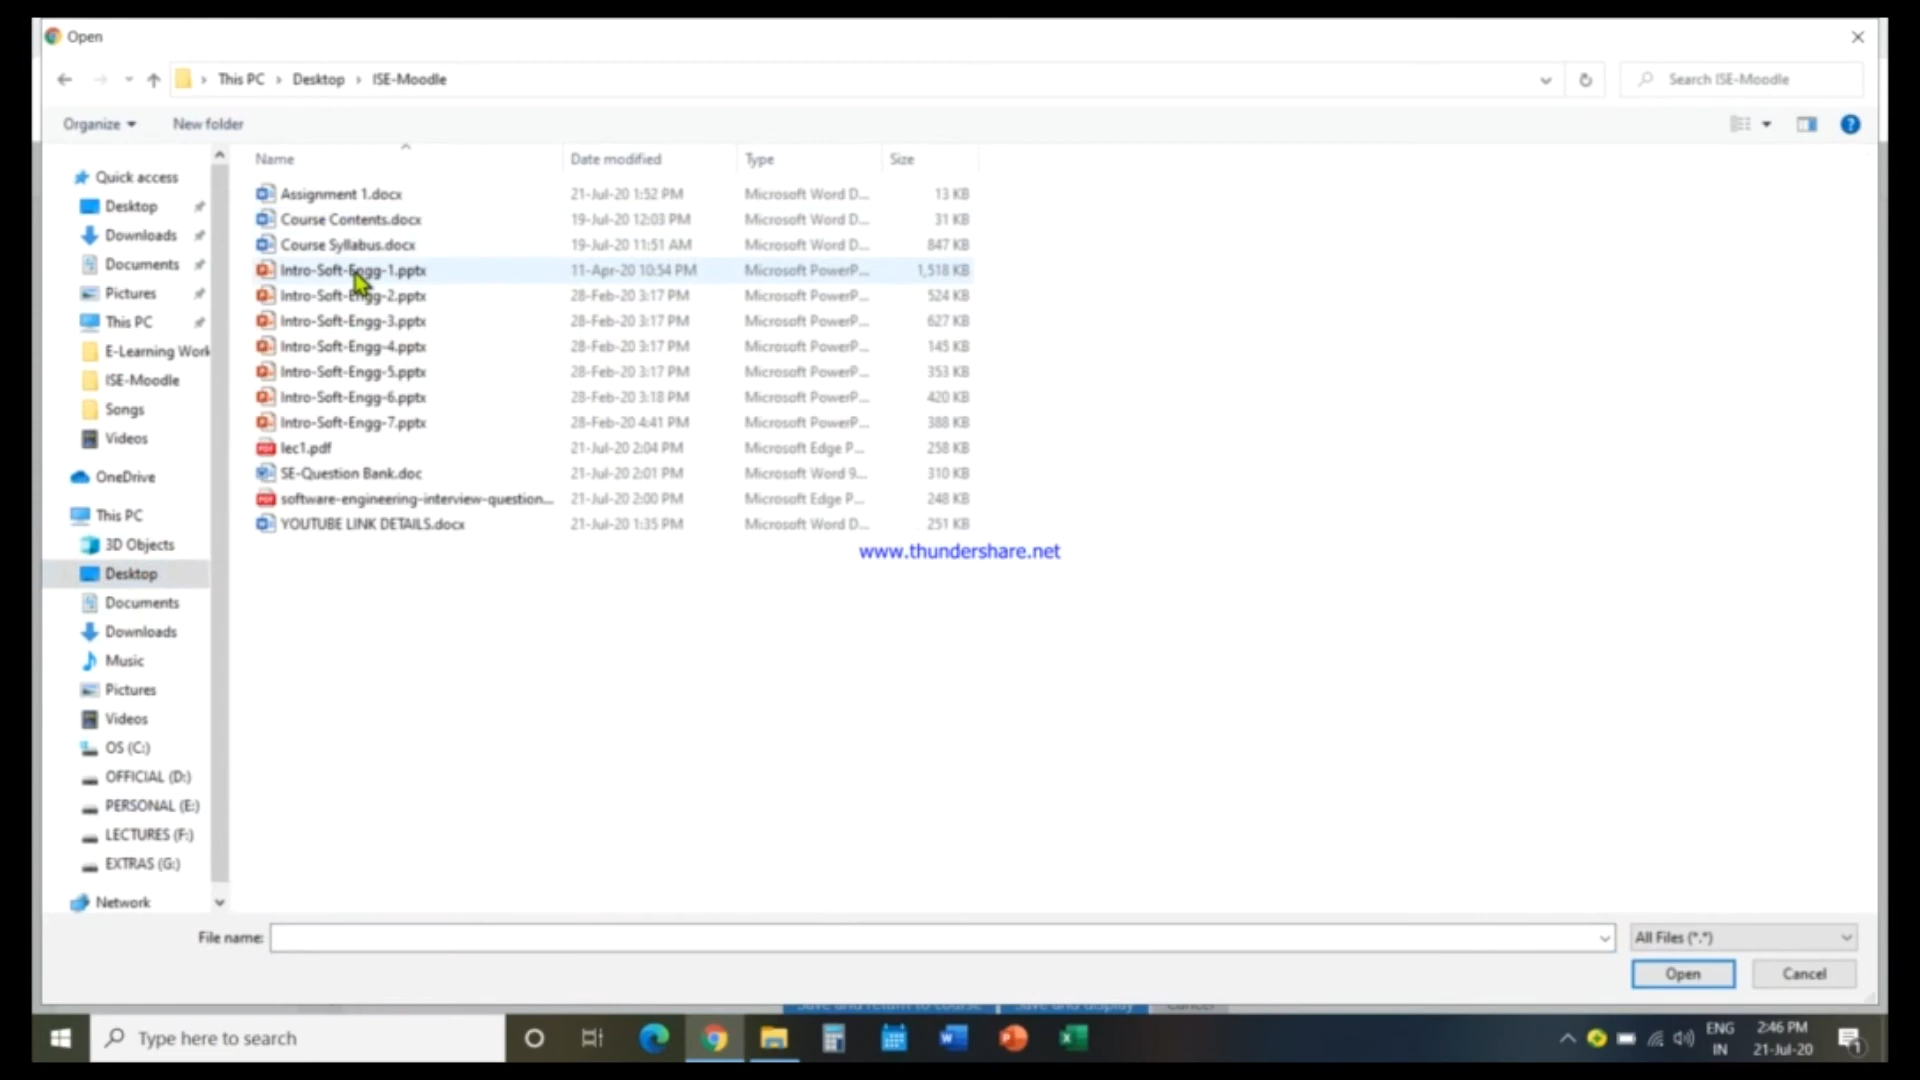 Open
This PC > Desktop > ISE-Moodle
Search ISE-Moodle
Organize
New folder
Name Date modified Type Size
Assignment 1.docx 21-Jul-20 1:52 PM Microsoft Word D... 13 KB
Course Contents.docx 19-Jul-20 12:03 PM Microsoft Word D... 31 KB
Course Syllabus.docx 19-Jul-20 11:51 AM Microsoft Word D... 847 KB
Intro-Soft-Engg-1.pptx 11-Apr-20 10:54 PM Microsoft PowerP... 1,518 KB
Intro-Soft-Engg-2.pptx 28-Feb-20 3:17 PM Microsoft PowerP... 524 KB
Intro-Soft-Engg-3.pptx 28-Feb-20 3:17 PM Microsoft PowerP... 627 KB
Intro-Soft-Engg-4.pptx 28-Feb-20 3:17 PM Microsoft PowerP... 145 KB
Intro-Soft-Engg-5.pptx 28-Feb-20 3:17 PM Microsoft PowerP... 353 KB
Intro-Soft-Engg-6.pptx 28-Feb-20 3:18 PM Microsoft PowerP... 420 KB
Intro-Soft-Engg-7.pptx 28-Feb-20 4:41 PM Microsoft PowerP... 388 KB
lec1.pdf 21-Jul-20 2:04 PM Microsoft Edge P... 258 KB
SE-Question Bank.doc 21-Jul-20 2:01 PM Microsoft Word 9... 310 KB
software-engineering-interview-question... 21-Jul-20 2:00 PM Microsoft Edge P... 248 KB
YOUTUBE LINK DETAILS.docx 21-Jul-20 1:35 PM Microsoft Word D... 251 KB
www.thundershare.net
Quick access
Desktop
Downloads
Documents
Pictures
This PC
E-Learning Work
ISE-Moodle
Songs
Videos
OneDrive
This PC
3D Objects
Desktop
Documents
Downloads
Music
Pictures
Videos
OS (C:)
OFFICIAL (D:)
PERSONAL (E:)
LECTURES (F:)
EXTRAS (G:)
Network
File name:
All Files (*.*)
Open
Cancel
Save and return to course
Save and display
Cancel
Type here to search
ENG
IN
2:46 PM
21-Jul-20
1